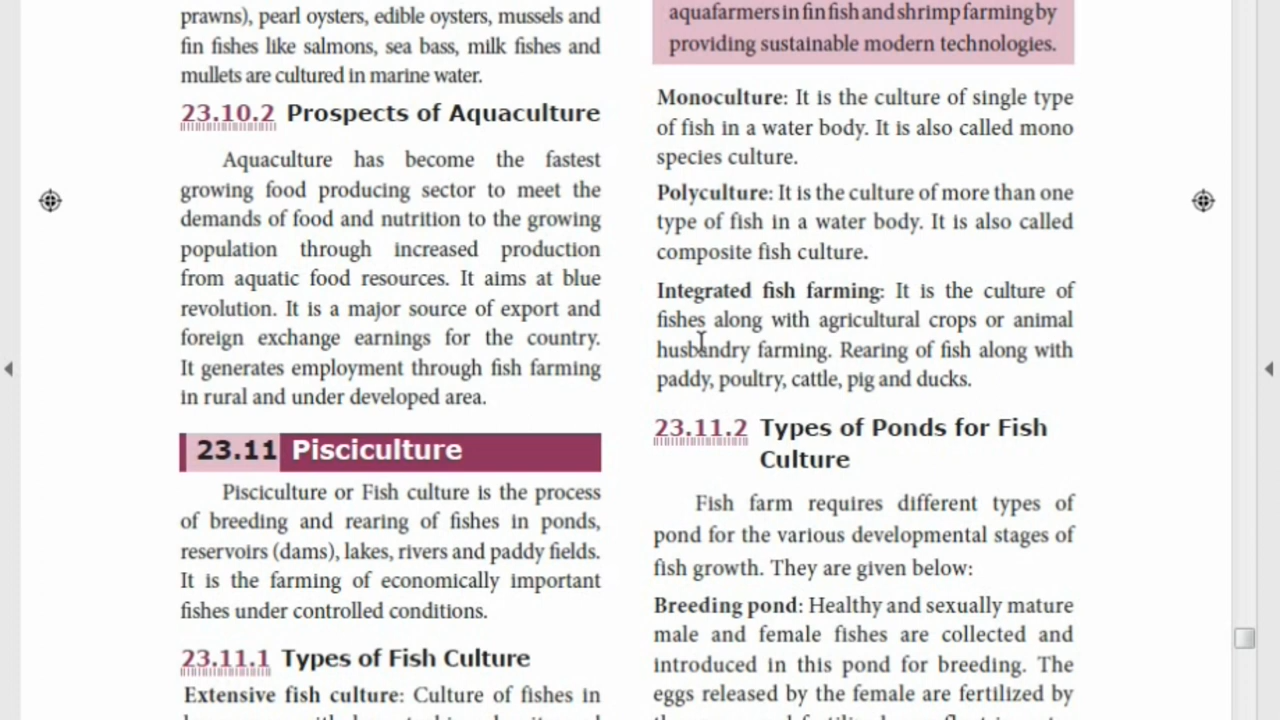 prawns), pearl oysters, edible oysters, mussels and
fin fishes like salmons, sea bass, milk fishes and
mullets are cultured in marine water.
23.10.2 Prospects of Aquaculture
Aquaculture has become the fastest
growing food producing sector to meet the
demands of food and nutrition to the growing
population through increased production
from aquatic food resources. It aims at blue
revolution. It is a major source of export and
foreign exchange earnings for the country.
It generates employment through fish farming
in rural and under developed area.
23.11 Pisciculture
Pisciculture or Fish culture is the process
of breeding and rearing of fishes in ponds,
reservoirs (dams), lakes, rivers and paddy fields.
It is the farming of economically important
fishes under controlled conditions.
23.11.1 Types of Fish Culture
Extensive fish culture: Culture of fishes in
aquafarmers in fin fish and shrimp farming by
providing sustainable modern technologies.
Monoculture: It is the culture of single type
of fish in a water body. It is also called mono
species culture.
Polyculture: It is the culture of more than one
type of fish in a water body. It is also called
composite fish culture.
Integrated fish farming: It is the culture of
fishes along with agricultural crops or animal
husbandry farming. Rearing of fish along with
paddy, poultry, cattle, pig and ducks.
23.11.2 Types of Ponds for Fish
Culture
Fish farm requires different types of
pond for the various developmental stages of
fish growth. They are given below:
Breeding pond: Healthy and sexually mature
male and female fishes are collected and
introduced in this pond for breeding. The
eggs released by the female are fertilized by